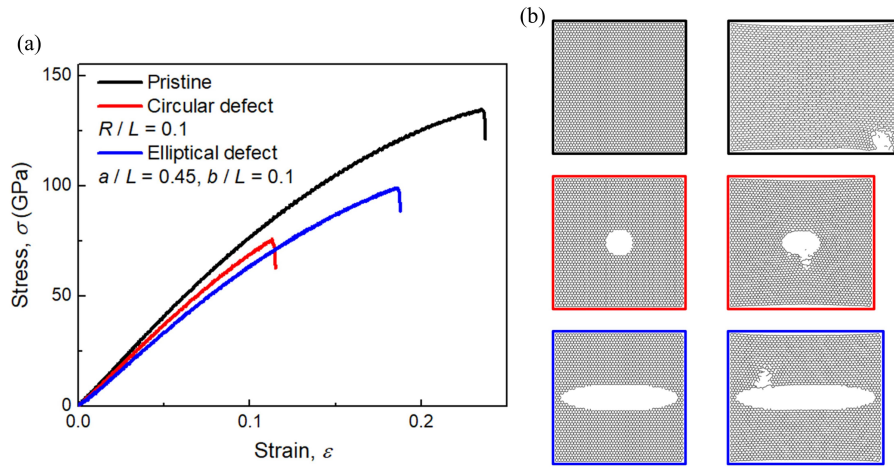 (a)
(b)
150
100
50
0
Stress, σ (GPa)
Pristine
Circular defect
R / L = 0.1
Elliptical defect
a / L = 0.45, b / L = 0.1
0.0
0.1
0.2
Strain, ε